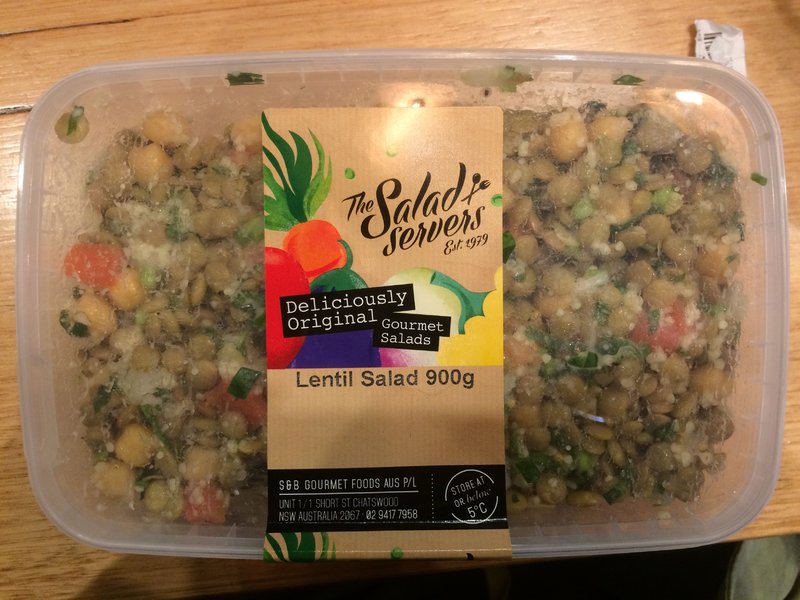 The Salad
servers
Est. 1979
Deliciously
Original
Gourmet
Salads
Lentil Salad 900g
S&B GOURMET FOODS AUS P/L
UNIT 1/1 SHORT ST CHATSWOOD
NSW AUSTRALIA 2067 · 02 9417 7958
STORE AT
OR below
5°C